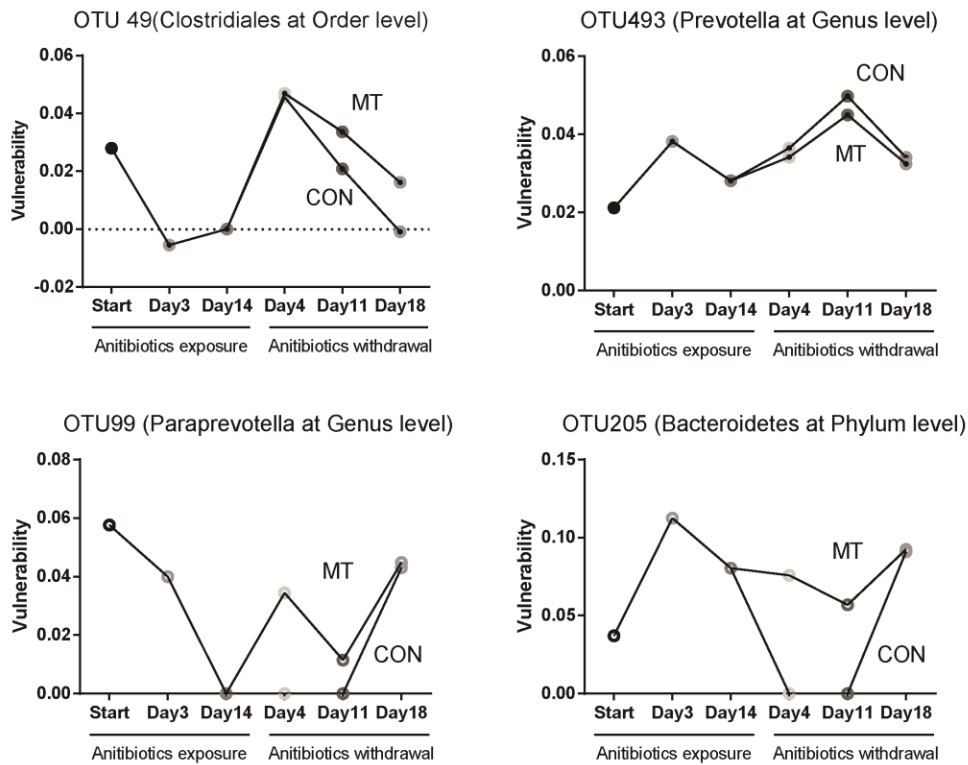 OTU 49(Clostridiales at Order level)
0.06
0.04
0.02
0.00
-0.02
Vulnerability
MT
CON
Start Day3 Day14 Day4 Day11 Day18
Anitibiotics exposure Anitibiotics withdrawal
OTU493 (Prevotella at Genus level)
0.06
0.04
0.02
0.00
Vulnerability
CON
MT
Start Day3 Day14 Day4 Day11 Day18
Anitibiotics exposure Anitibiotics withdrawal
OTU99 (Paraprevotella at Genus level)
0.08
0.06
0.04
0.02
0.00
Vulnerability
MT
CON
Start Day3 Day14 Day4 Day11 Day18
Anitibiotics exposure Anitibiotics withdrawal
OTU205 (Bacteroidetes at Phylum level)
0.15
0.10
0.05
0.00
Vulnerability
MT
CON
Start Day3 Day14 Day4 Day11 Day18
Anitibiotics exposure Anitibiotics withdrawal